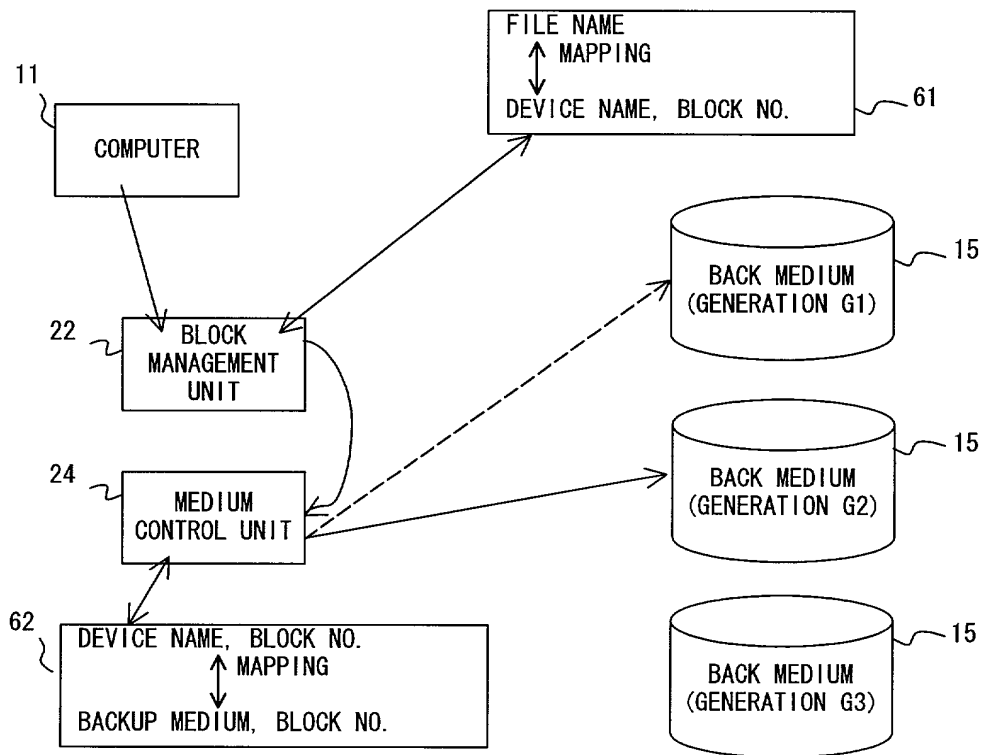 FILE NAME
MAPPING
DEVICE NAME, BLOCK NO.
61
11
COMPUTER
BACK MEDIUM
(GENERATION G1)
15
22
BLOCK
MANAGEMENT
UNIT
BACK MEDIUM
(GENERATION G2)
15
24
MEDIUM
CONTROL UNIT
62
DEVICE NAME, BLOCK NO.
MAPPING
BACKUP MEDIUM, BLOCK NO.
BACK MEDIUM
(GENERATION G3)
15